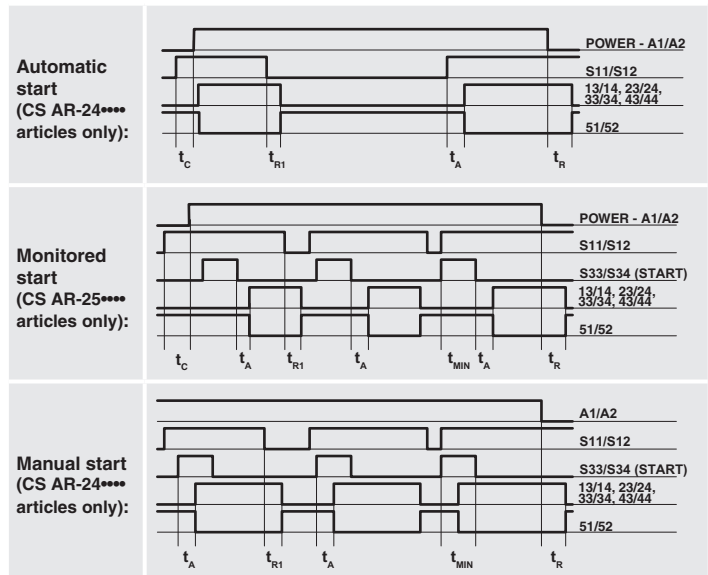 Automatic
start
(CS AR-24••••
articles only):
POWER - A1/A2
S11/S12
13/14, 23/24,
33/34, 43/44
51/52
tC tR1 tA tR
Monitored
start
(CS AR-25••••
articles only):
POWER - A1/A2
S11/S12
S33/S34 (START)
13/14, 23/24,
33/34, 43/44
51/52
tC tA tR1 tA tMIN tA tR
Manual start
(CS AR-24••••
articles only):
A1/A2
S11/S12
S33/S34 (START)
13/14, 23/24,
33/34, 43/44
51/52
tA tR1 tA tMIN tR